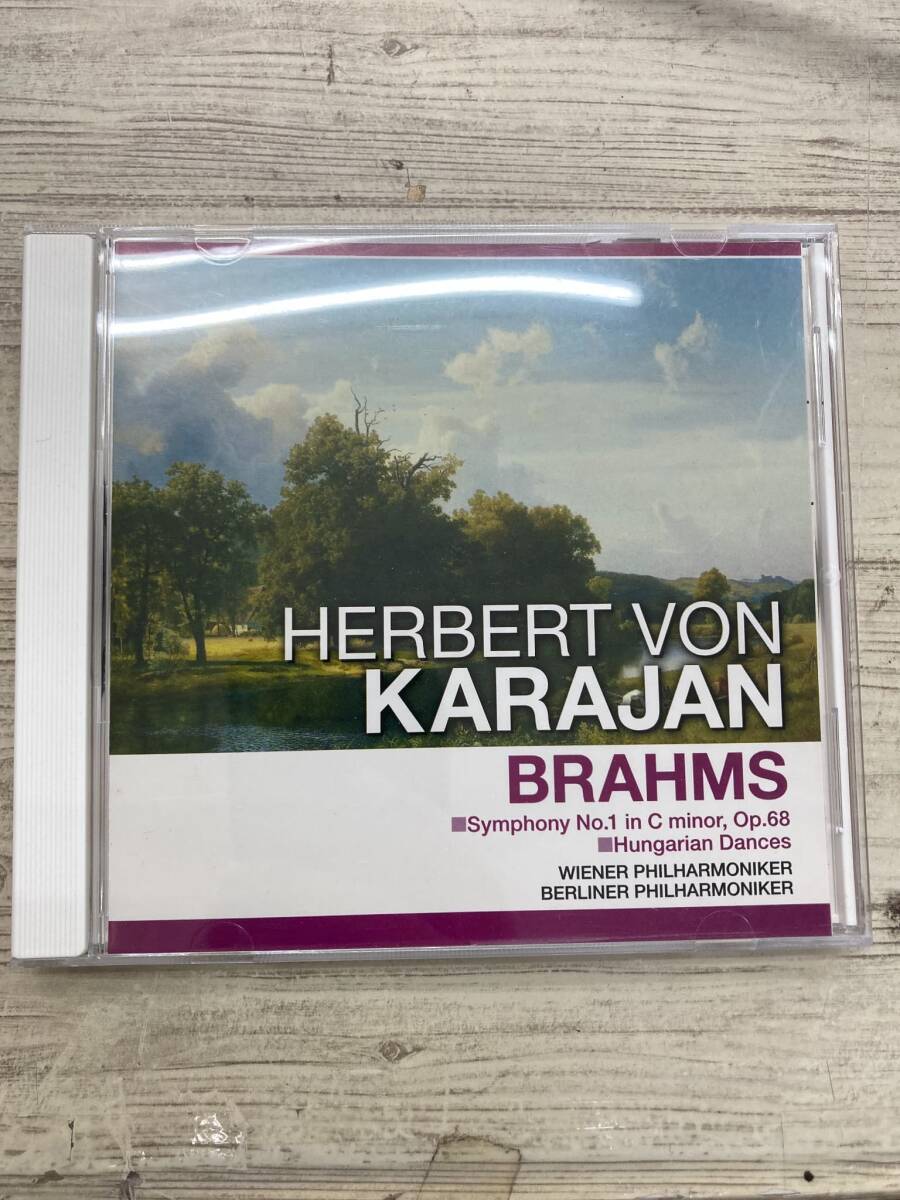 HERBERT VON
KARAJAN
BRAHMS
■Symphony No.1 in C minor, Op.68
■Hungarian Dances
WIENER PHILHARMONIKER
BERLINER PHILHARMONIKER